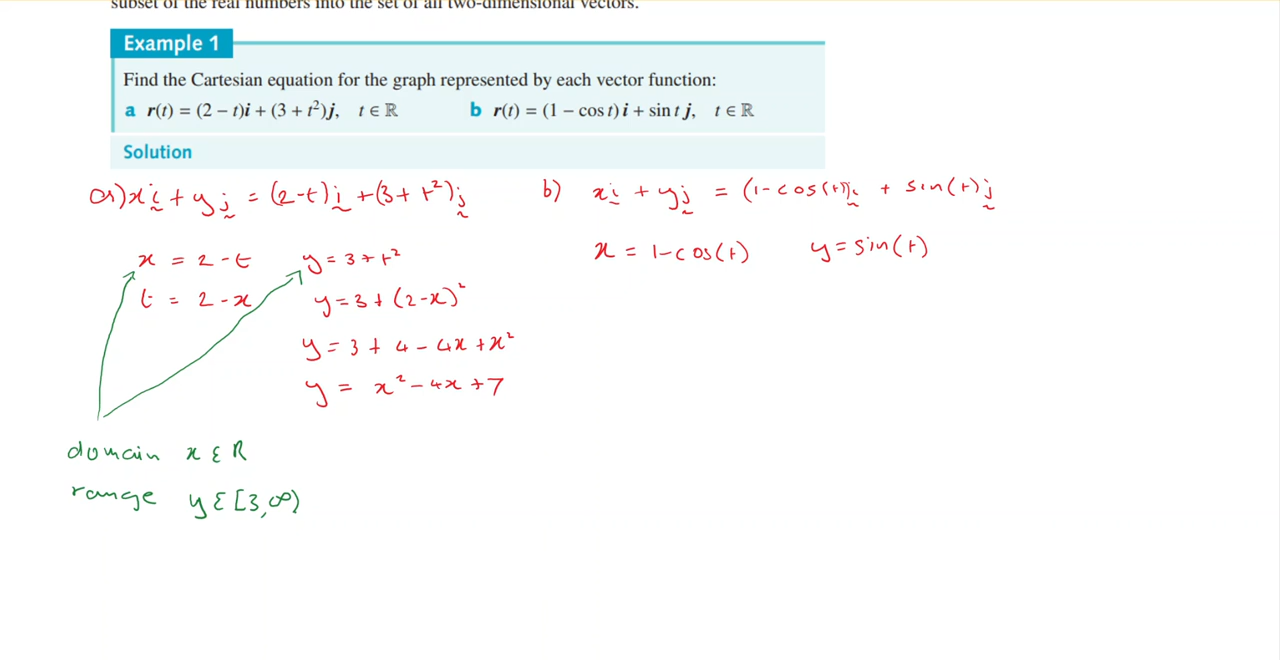 subset of the real numbers into the set of all two-dimensional vectors.
Example 1
Find the Cartesian equation for the graph represented by each vector function:
a r(t) = (2 − t)i + (3 + t²)j, t ∈ ℝ b r(t) = (1 − cos t) i + sin t j, t ∈ ℝ
Solution
a) xi + yj = (2-t)i + (3 + t²)j
x = 2 - t y = 3 + t²
t = 2 - x y = 3 + (2-x)²
y = 3 + 4 - 4x + x²
y = x² - 4x + 7
domain x ∈ R
range y ∈ [3, ∞)
b) xi + yj = (1 - cos(t))i + sin(t)j
x = 1 - cos(t) y = sin(t)